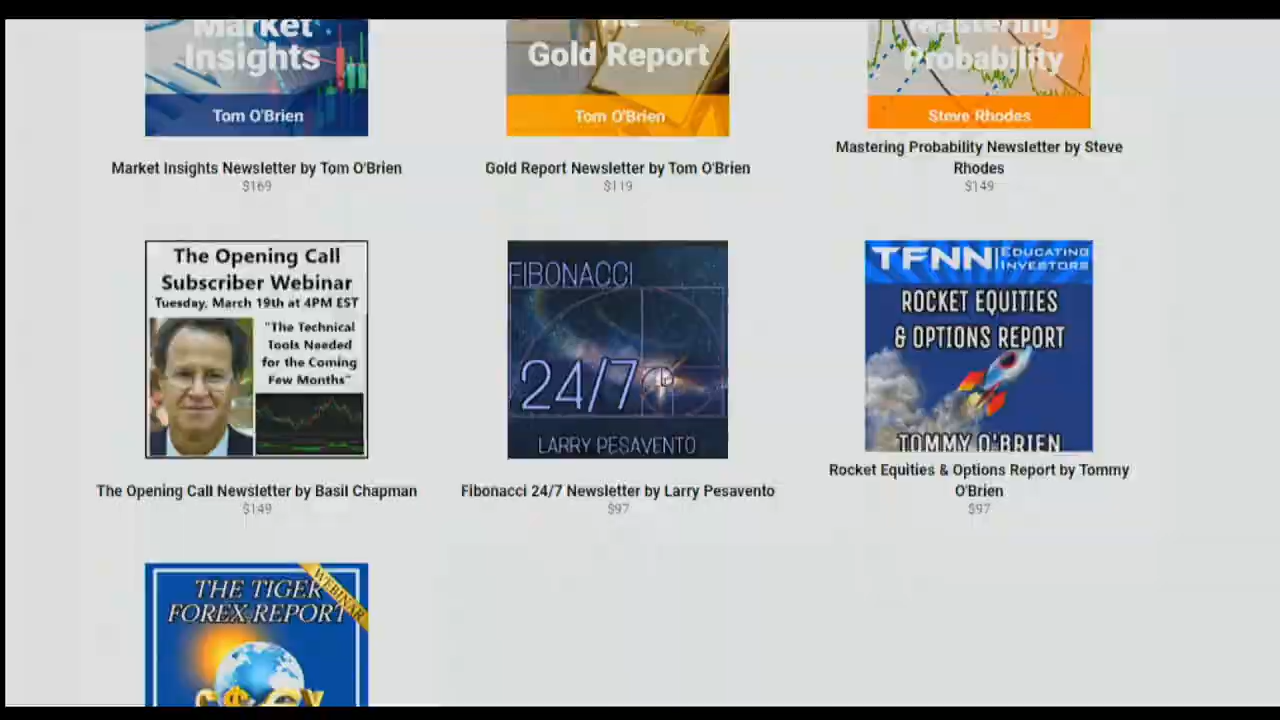 Market
Insights
Tom O'Brien
Market Insights Newsletter by Tom O'Brien
$169
The
Gold Report
Tom O'Brien
Gold Report Newsletter by Tom O'Brien
$119
Mastering
Probability
Steve Rhodes
Mastering Probability Newsletter by Steve
Rhodes
$149
The Opening Call
Subscriber Webinar
Tuesday, March 19th at 4PM EST
"The Technical
Tools Needed
for the Coming
Few Months"
The Opening Call Newsletter by Basil Chapman
$149
FIBONACCI
24/7
LARRY PESAVENTO
Fibonacci 24/7 Newsletter by Larry Pesavento
$97
TFNN EDUCATING
INVESTORS
ROCKET EQUITIES
& OPTIONS REPORT
TOMMY O'BRIEN
Rocket Equities & Options Report by Tommy
O'Brien
$97
THE TIGER
FOREX REPORT
WEBINAR